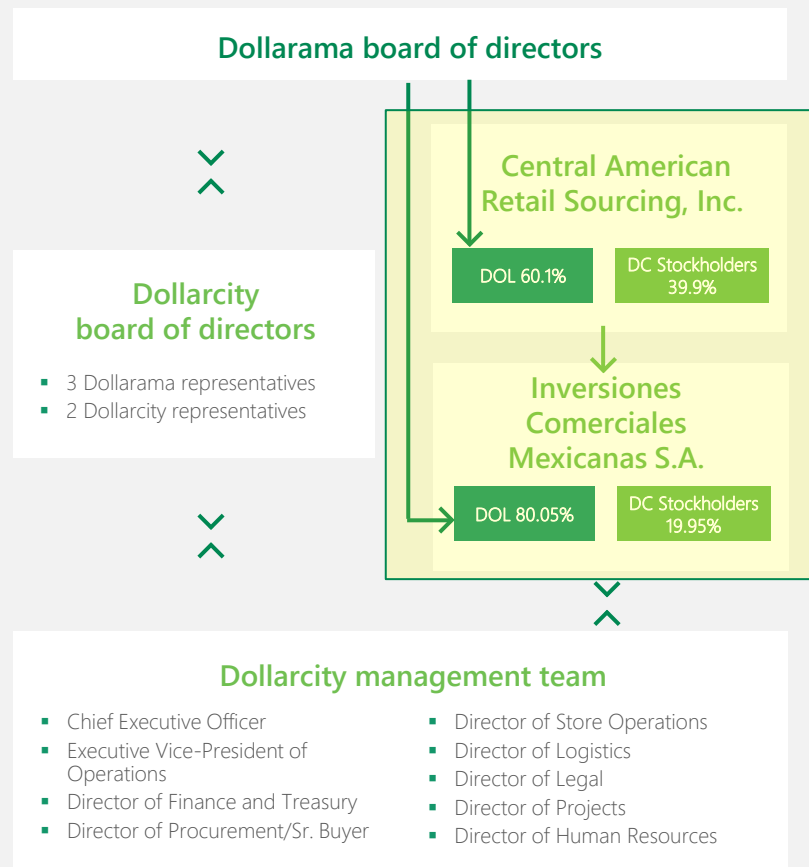 Dollarama board of directors
Central American
Retail Sourcing, Inc.
DOL 60.1%
DC Stockholders
39.9%
Dollarcity
board of directors
▪ 3 Dollarama representatives
▪ 2 Dollarcity representatives
Inversiones
Comerciales
Mexicanas S.A.
DOL 80.05%
DC Stockholders
19.95%
Dollarcity management team
▪ Chief Executive Officer
▪ Executive Vice-President of
Operations
▪ Director of Finance and Treasury
▪ Director of Procurement/Sr. Buyer
▪ Director of Store Operations
▪ Director of Logistics
▪ Director of Legal
▪ Director of Projects
▪ Director of Human Resources